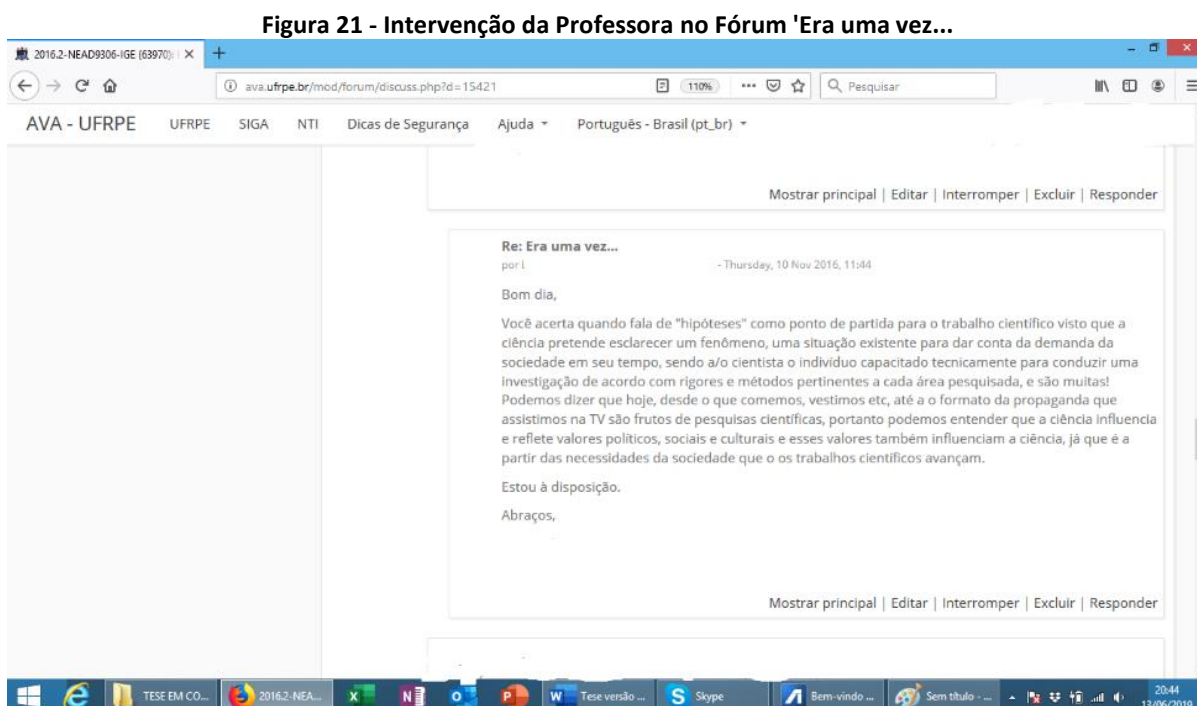 Figura 21 - Intervenção da Professora no Fórum 'Era uma vez...
2016.2-NEAD9306-IGE (63970):
ava.ufrpe.br/mod/forum/discuss.php?d=15421
110%
Pesquisar
AVA - UFRPE UFRPE SIGA NTI Dicas de Segurança Ajuda Português - Brasil (pt_br)
Mostrar principal | Editar | Interromper | Excluir | Responder
Re: Era uma vez...
por - Thursday, 10 Nov 2016, 11:44
Bom dia,
Você acerta quando fala de "hipóteses" como ponto de partida para o trabalho científico visto que a
ciência pretende esclarecer um fenômeno, uma situação existente para dar conta da demanda da
sociedade em seu tempo, sendo a/o cientista o indivíduo capacitado tecnicamente para conduzir uma
investigação de acordo com rigores e métodos pertinentes a cada área pesquisada, e são muitas!
Podemos dizer que hoje, desde o que comemos, vestimos etc, até a o formato da propaganda que
assistimos na TV são frutos de pesquisas científicas, portanto podemos entender que a ciência influencia
e reflete valores políticos, sociais e culturais e esses valores também influenciam a ciência, já que é a
partir das necessidades da sociedade que o os trabalhos científicos avançam.
Estou à disposição.
Abraços,
Mostrar principal | Editar | Interromper | Excluir | Responder
TESE EM CO... 2016.2-NEA... Tese versão ... Skype Bem-vindo ... Sem título - ... 20:44
13/06/2019